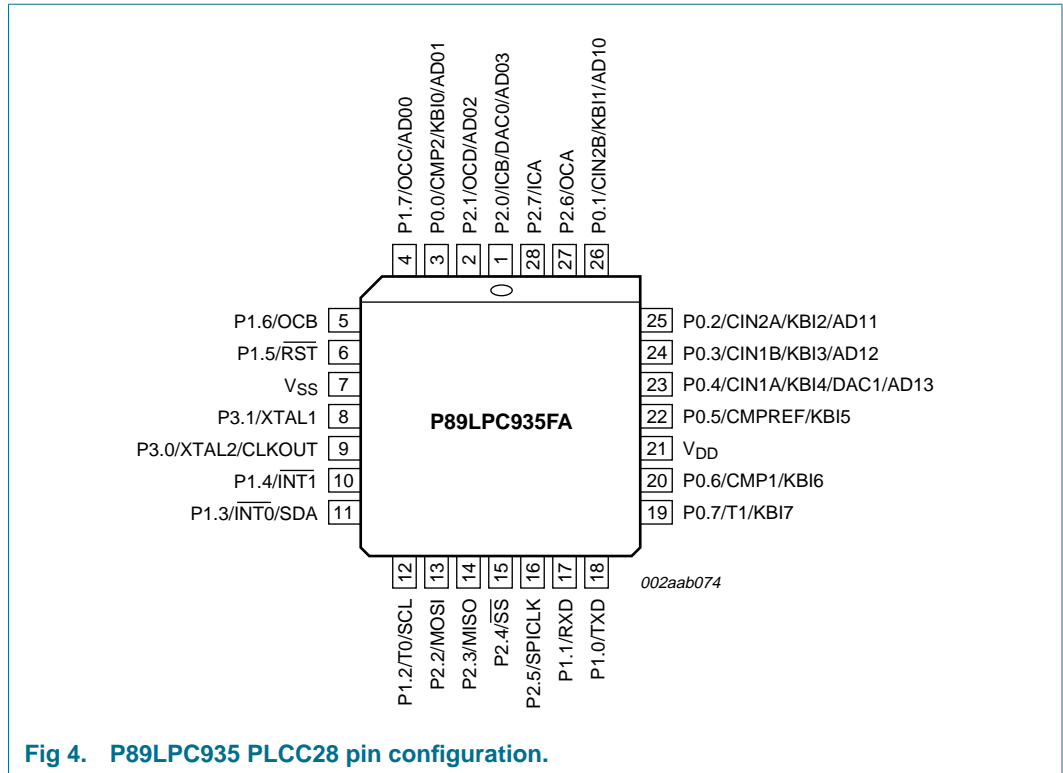 P1.7/OCC/AD00
P0.0/CMP2/KBI0/AD01
P2.1/OCD/AD02
P2.0/ICB/DAC0/AD03
P2.7/ICA
P2.6/OCA
P0.1/CIN2B/KBI1/AD10
4
3
2
1
28
27
26
P1.6/OCB 5
P1.5/R̅S̅T̅ 6
VSS 7
P3.1/XTAL1 8
P3.0/XTAL2/CLKOUT 9
P1.4/I̅N̅T̅1̅ 10
P1.3/I̅N̅T̅0̅/SDA 11
P89LPC935FA
25 P0.2/CIN2A/KBI2/AD11
24 P0.3/CIN1B/KBI3/AD12
23 P0.4/CIN1A/KBI4/DAC1/AD13
22 P0.5/CMPREF/KBI5
21 VDD
20 P0.6/CMP1/KBI6
19 P0.7/T1/KBI7
12
13
14
15
16
17
18
P1.2/T0/SCL
P2.2/MOSI
P2.3/MISO
P2.4/S̅S̅
P2.5/SPICLK
P1.1/RXD
P1.0/TXD
002aab074
Fig 4. P89LPC935 PLCC28 pin configuration.